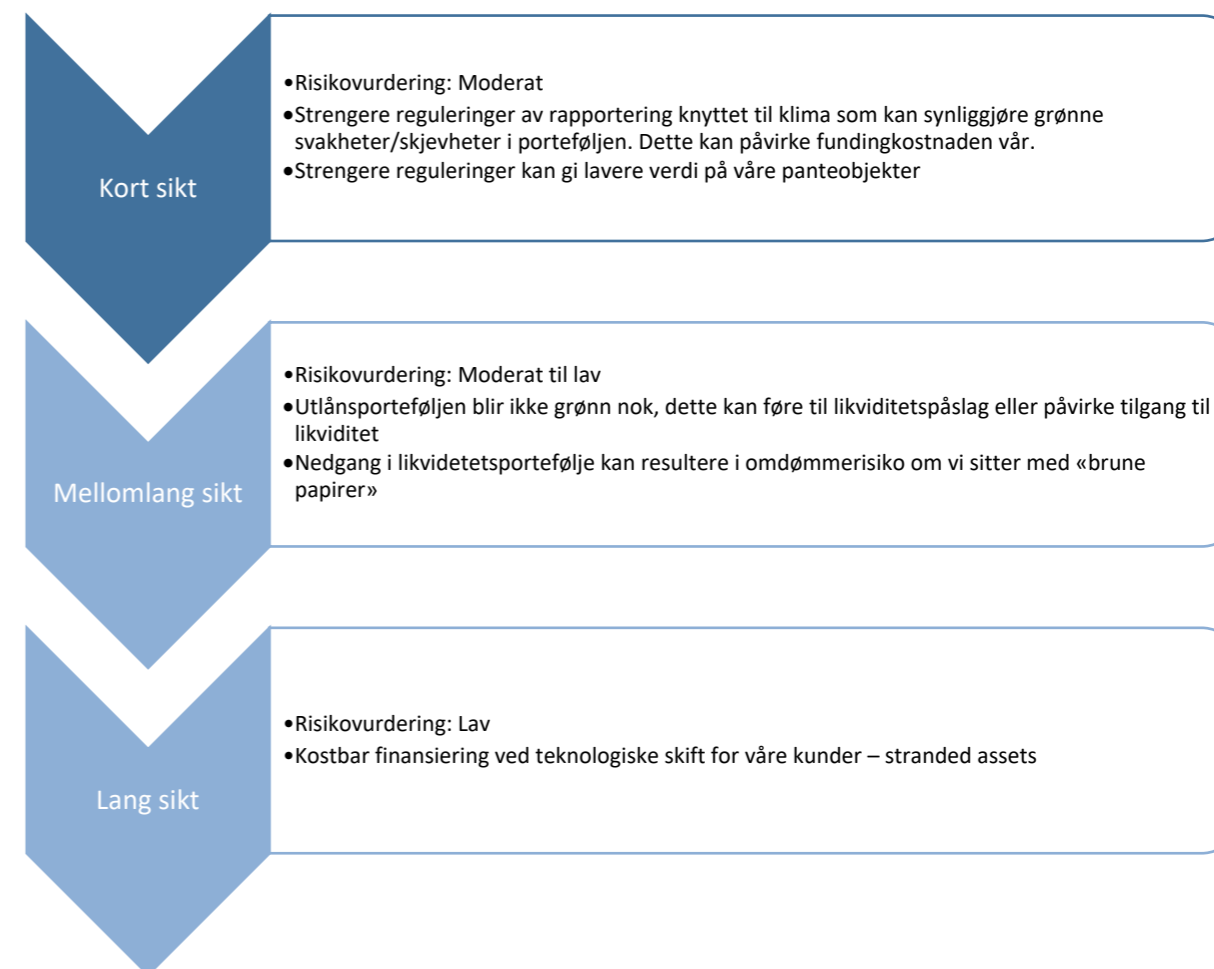 Kort sikt
•Risikovurdering: Moderat
•Strengere reguleringer av rapportering knyttet til klima som kan synliggjøre grønne
svakheter/skjevheter i porteføljen. Dette kan påvirke fundingkostnaden vår.
•Strengere reguleringer kan gi lavere verdi på våre panteobjekter
Mellomlang sikt
•Risikovurdering: Moderat til lav
•Utlånsporteføljen blir ikke grønn nok, dette kan føre til likviditetspåslag eller påvirke tilgang til
likviditet
•Nedgang i likvidetetsportefølje kan resultere i omdømmerisiko om vi sitter med «brune
papirer»
Lang sikt
•Risikovurdering: Lav
•Kostbar finansiering ved teknologiske skift for våre kunder – stranded assets